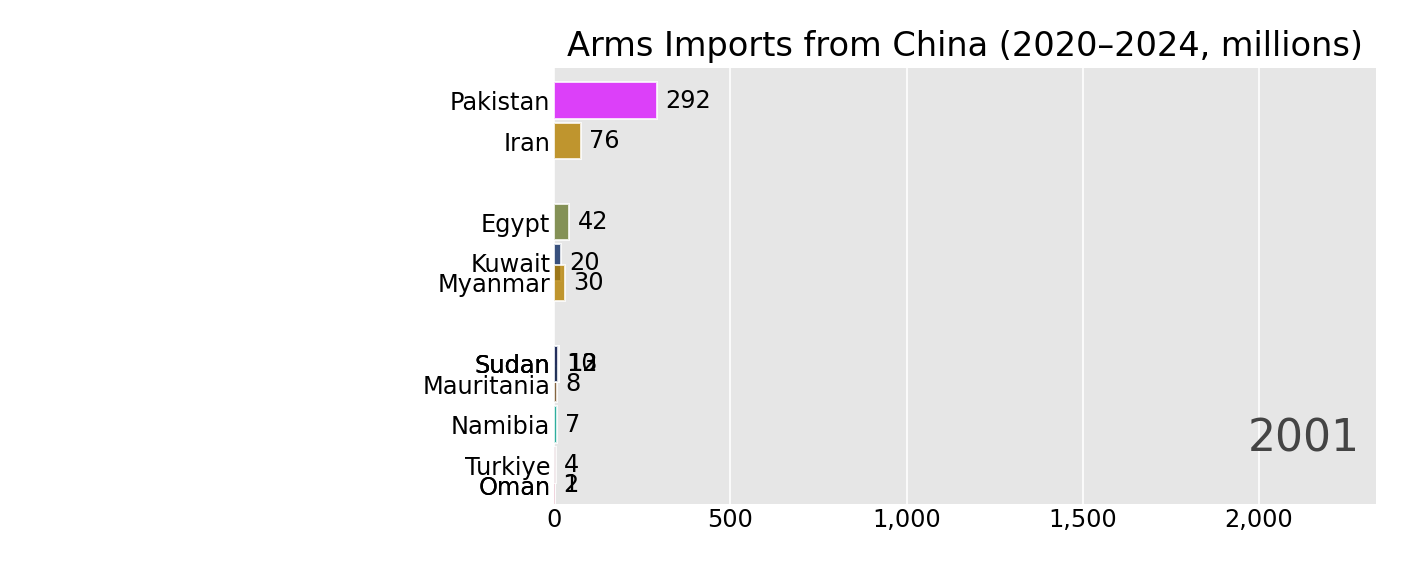 Arms Imports from China (2020–2024, millions)
Pakistan 292
Iran 76
Egypt 42
Kuwait 20
Myanmar 30
Sudan
Mauritania 8
Namibia 7
2001
Turkiye 4
Oman
0 500 1,000 1,500 2,000